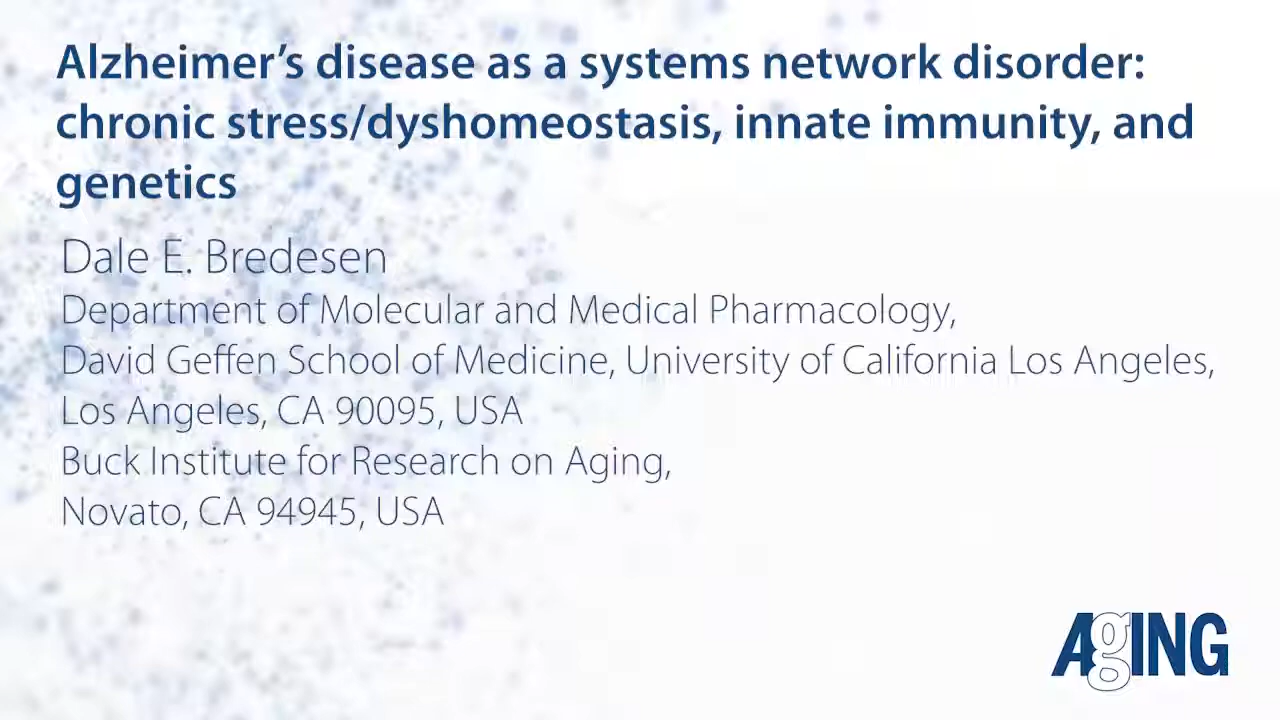 Alzheimer’s disease as a systems network disorder:
chronic stress/dyshomeostasis, innate immunity, and
genetics
Dale E. Bredesen
Department of Molecular and Medical Pharmacology,
David Geffen School of Medicine, University of California Los Angeles,
Los Angeles, CA 90095, USA
Buck Institute for Research on Aging,
Novato, CA 94945, USA
AgING